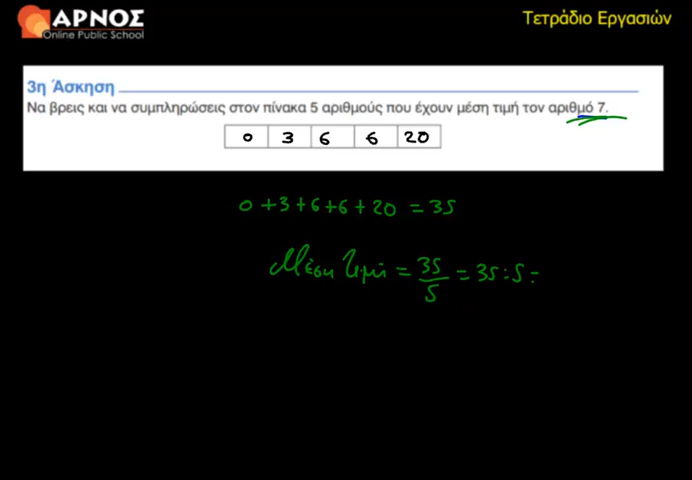 ΑΡΝΟΣ
Online Public School
Τετράδιο Εργασιών
3η Άσκηση
Να βρεις και να συμπληρώσεις στον πίνακα 5 αριθμούς που έχουν μέση τιμή τον αριθμό 7.
0 3 6 6 20
0 + 3 + 6 + 6 + 20 = 35
Μέση Τιμή = 35/5 = 35 : 5 =